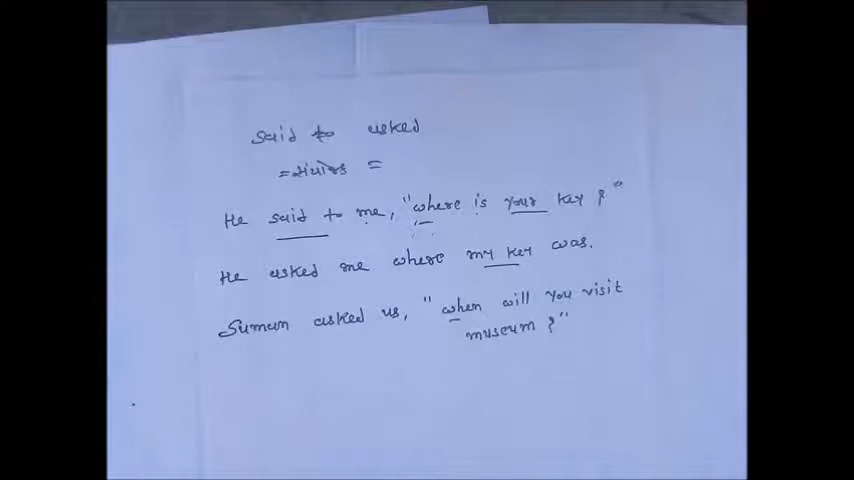 said to asked
= સંયોજક =
He said to me, "where is your key ?"
He asked me where my key was.
Suman asked us, "when will you visit
museum ?"